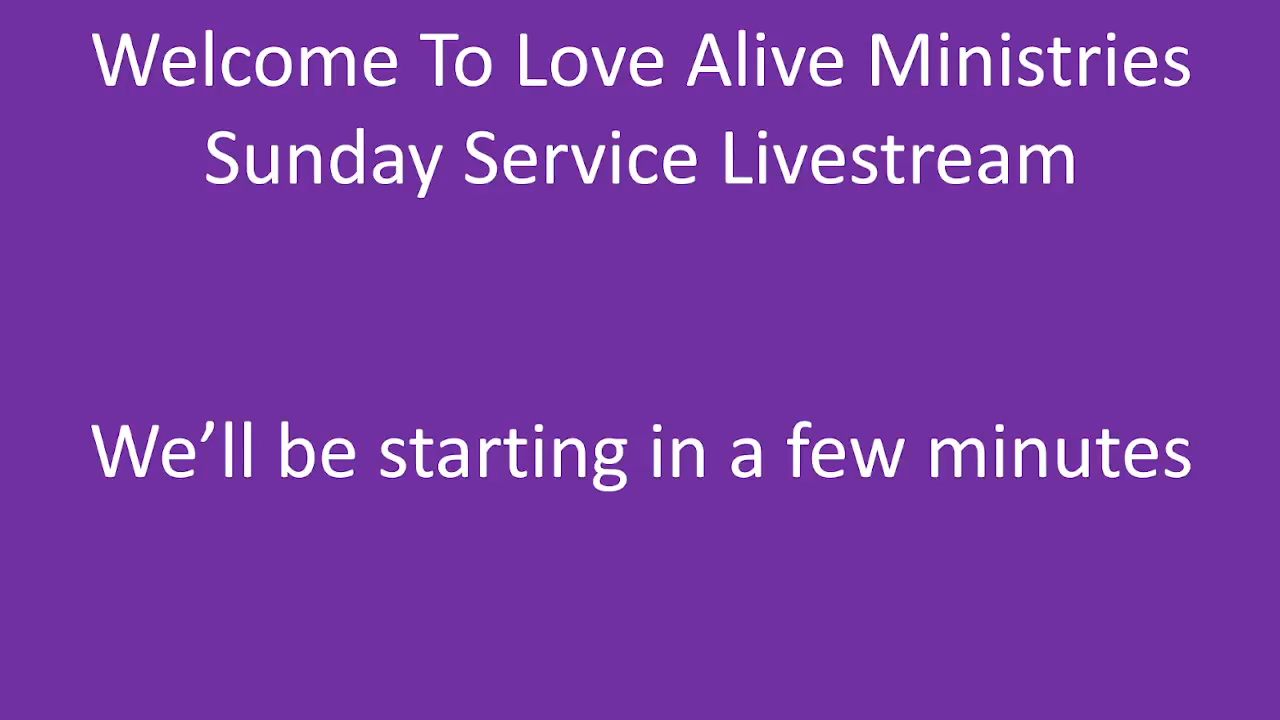 Welcome To Love Alive Ministries
Sunday Service Livestream
We’ll be starting in a few minutes